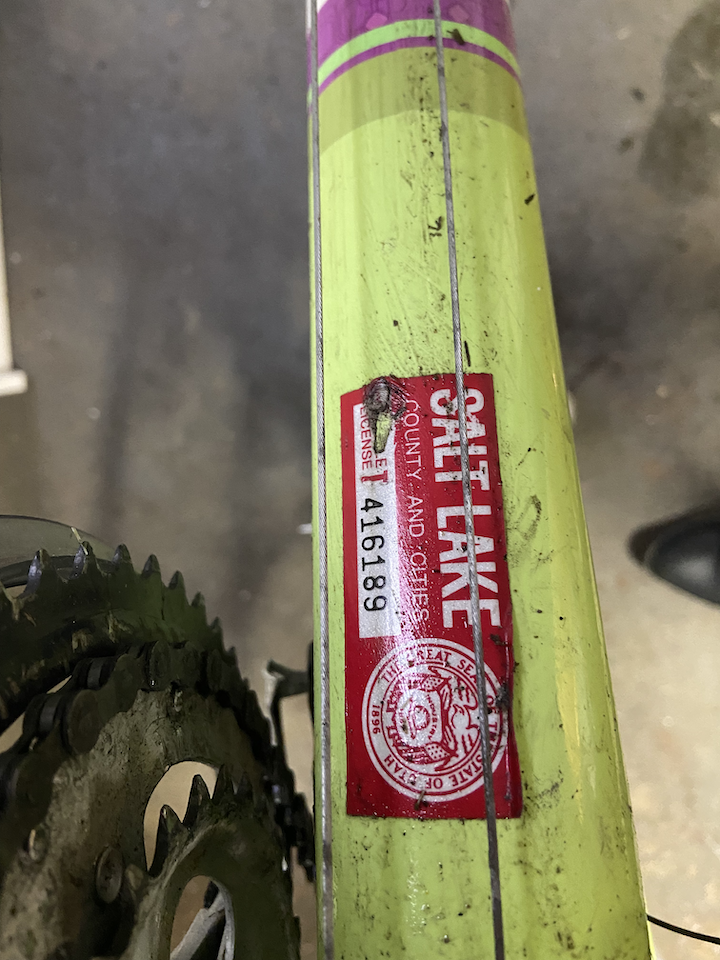 SALT LAKE
COUNTY AND CITIES
LICENSE
416189
THE GREAT SEAL OF THE STATE OF UTAH
1896